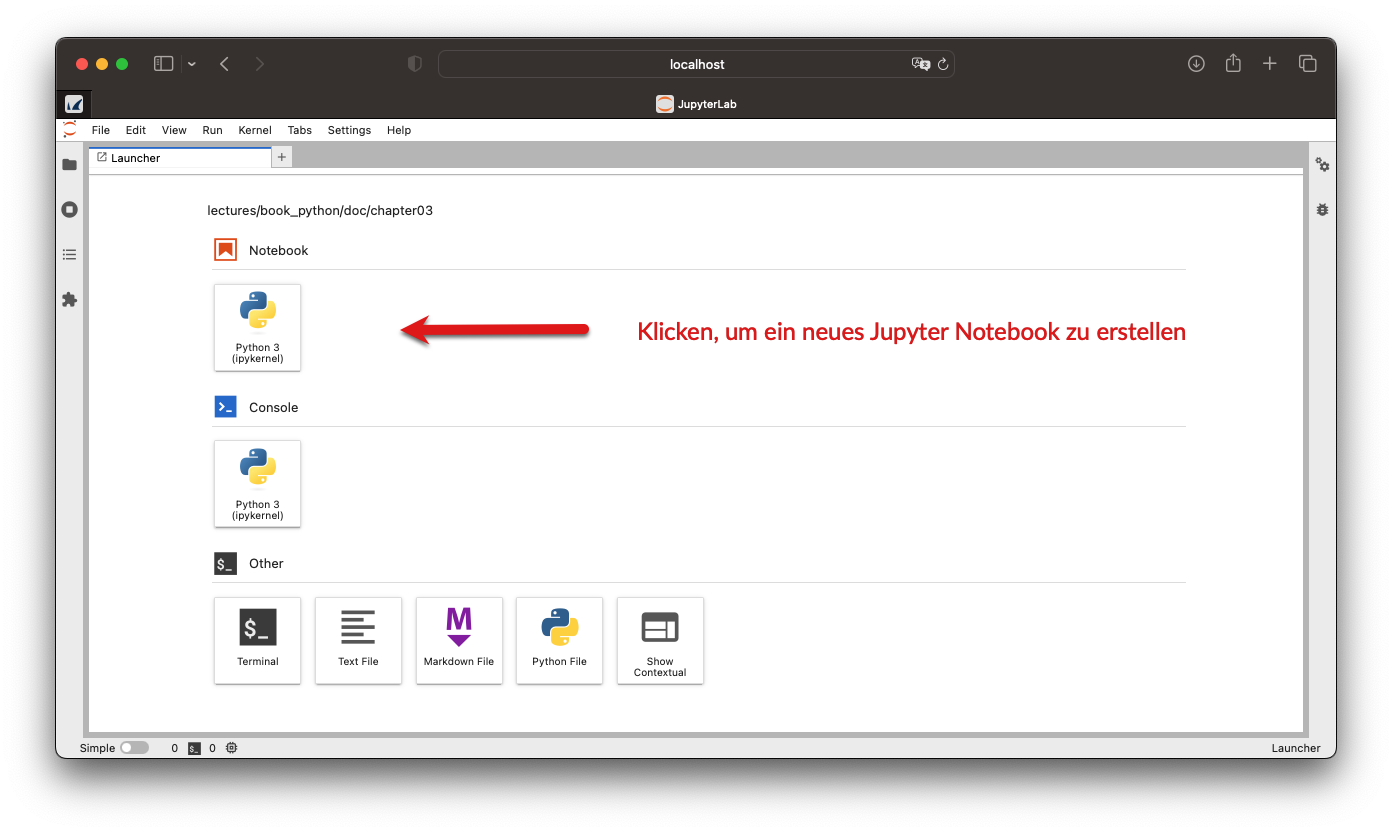 localhost
JupyterLab
File Edit View Run Kernel Tabs Settings Help
Launcher
lectures/book_python/doc/chapter03
Notebook
Python 3
(ipykernel)
Klicken, um ein neues Jupyter Notebook zu erstellen
Console
Python 3
(ipykernel)
$_ Other
$_
Terminal
Text File
M
Markdown File
Python File
Show
Contextual
Simple 0 $_ 0 Launcher